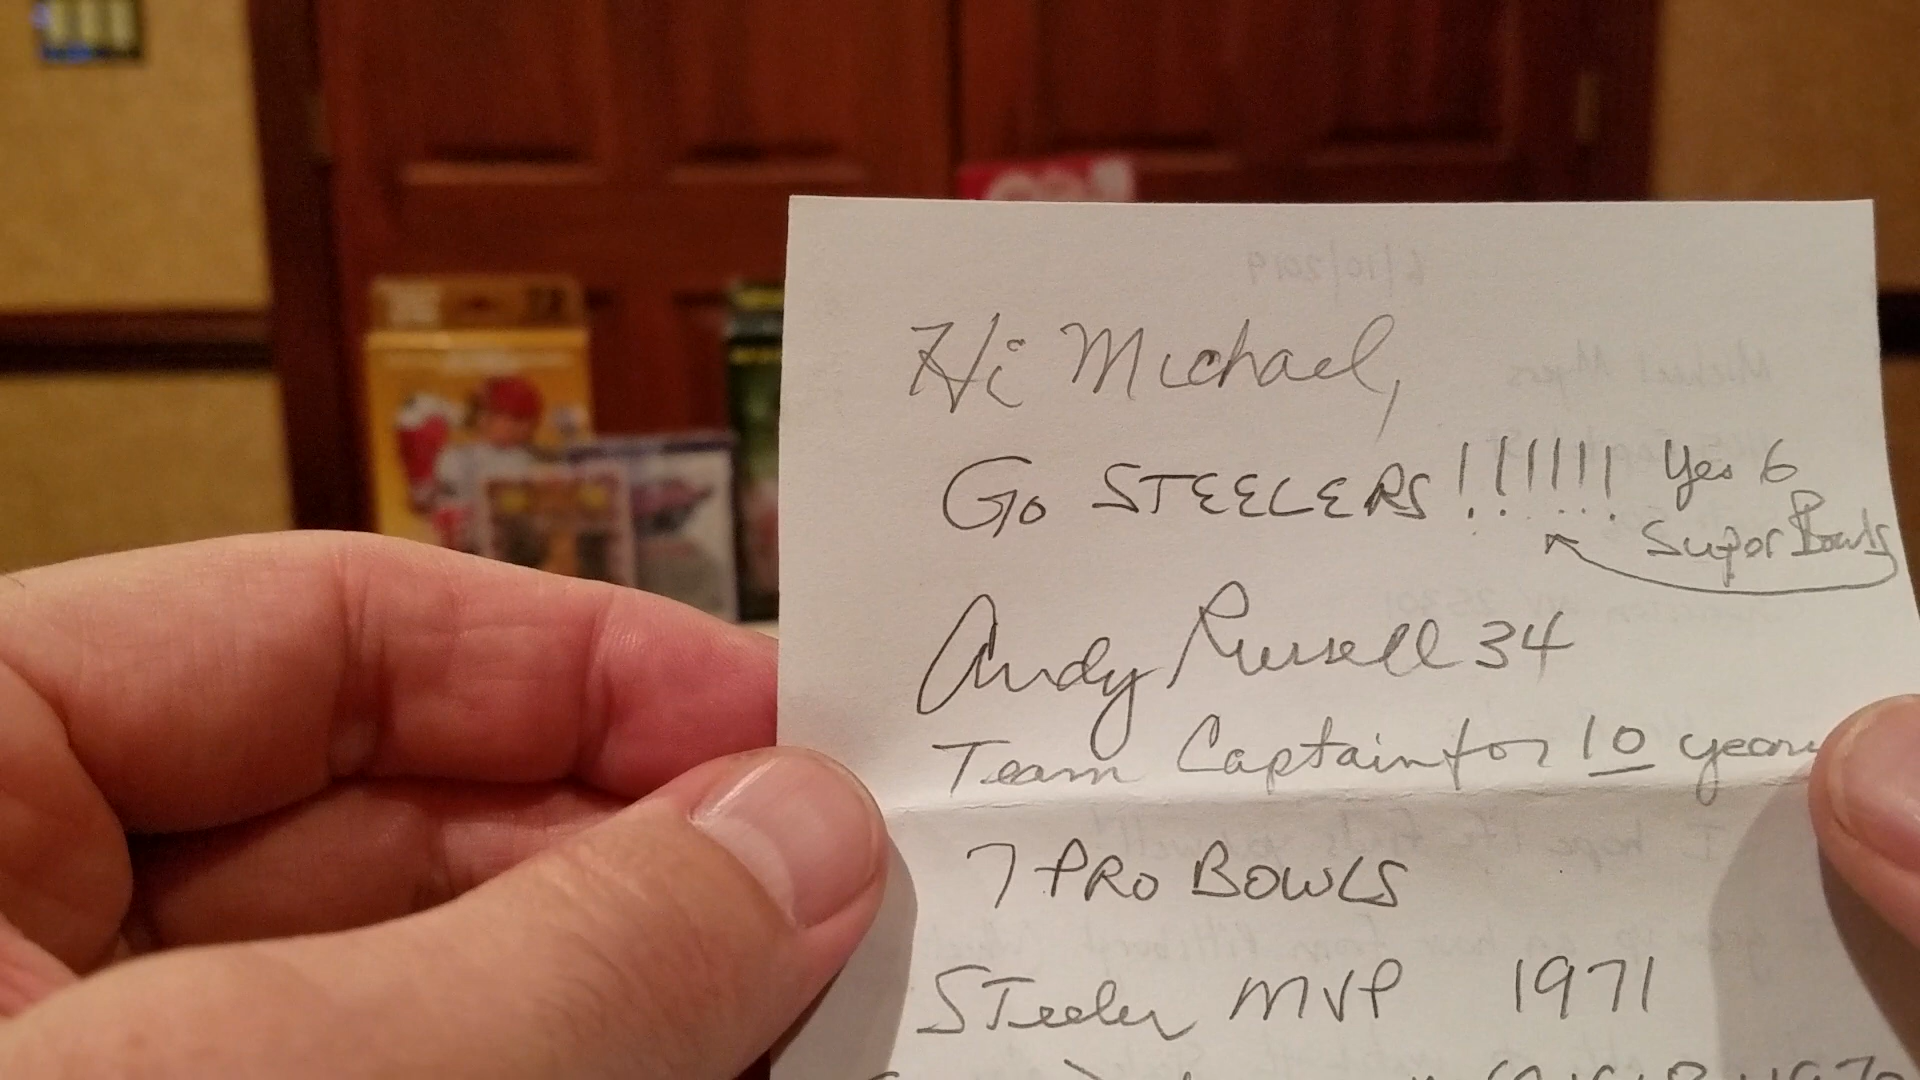 Hi Michael,
Go STEELERS!!!!!! Yes 6
Super Bowls
Andy Russell 34
Team Captain for 10 years
7 PRO BOWLS
Steeler MVP 1971